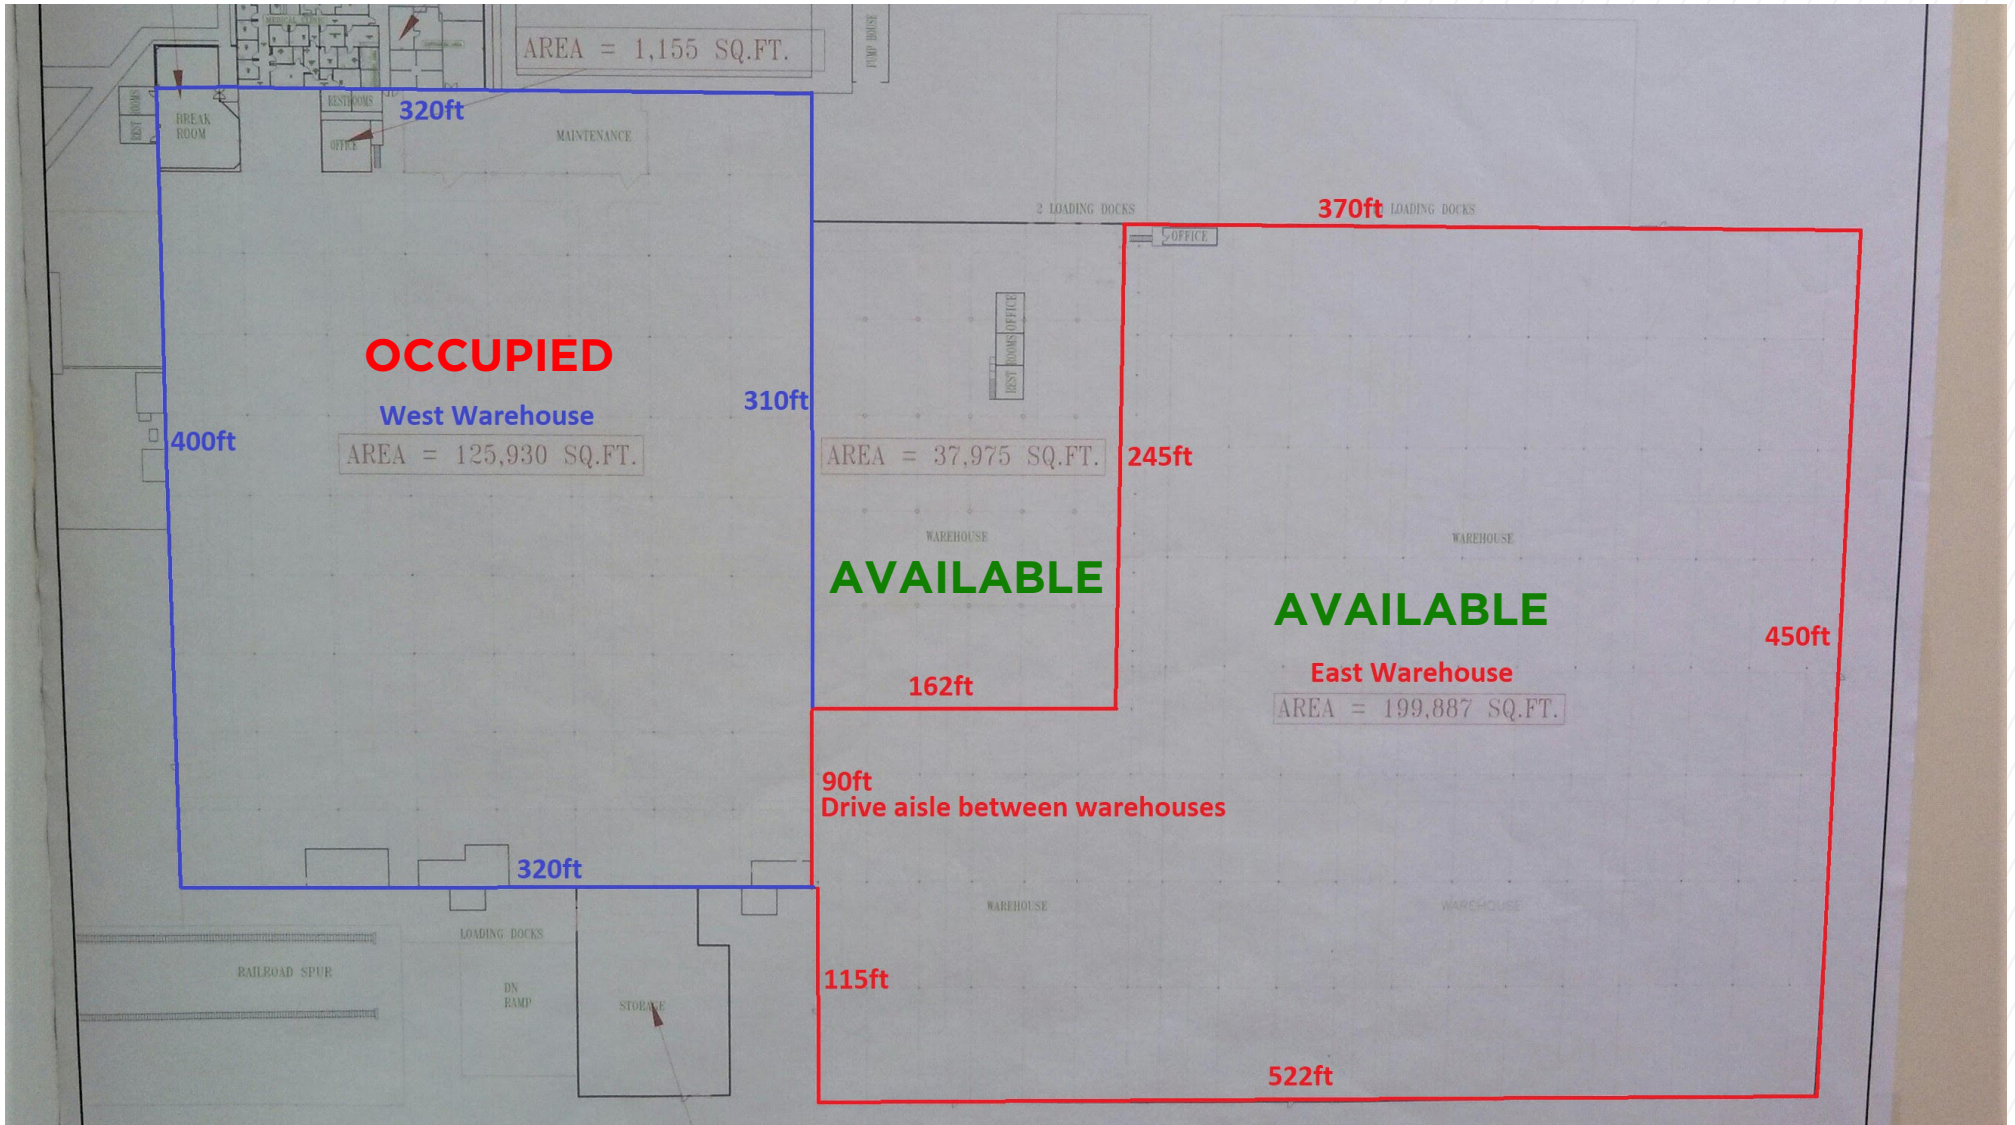 MEDICAL CLINIC
AREA = 1,155 SQ.FT.
PUMP HOUSE
REST ROOMS
BREAK
ROOM
RESTROOMS
320ft
OFFICE
MAINTENANCE
2 LOADING DOCKS
370ft
LOADING DOCKS
OFFICE
OFFICE
REST ROOMS
OCCUPIED
West Warehouse
AREA = 125,930 SQ.FT.
310ft
400ft
AREA = 37,975 SQ.FT.
245ft
WAREHOUSE
AVAILABLE
WAREHOUSE
AVAILABLE
East Warehouse
AREA = 199,887 SQ.FT.
450ft
162ft
90ft
Drive aisle between warehouses
320ft
WAREHOUSE
WAREHOUSE
LOADING DOCKS
RAILROAD SPUR
DN
RAMP
STORAGE
115ft
522ft